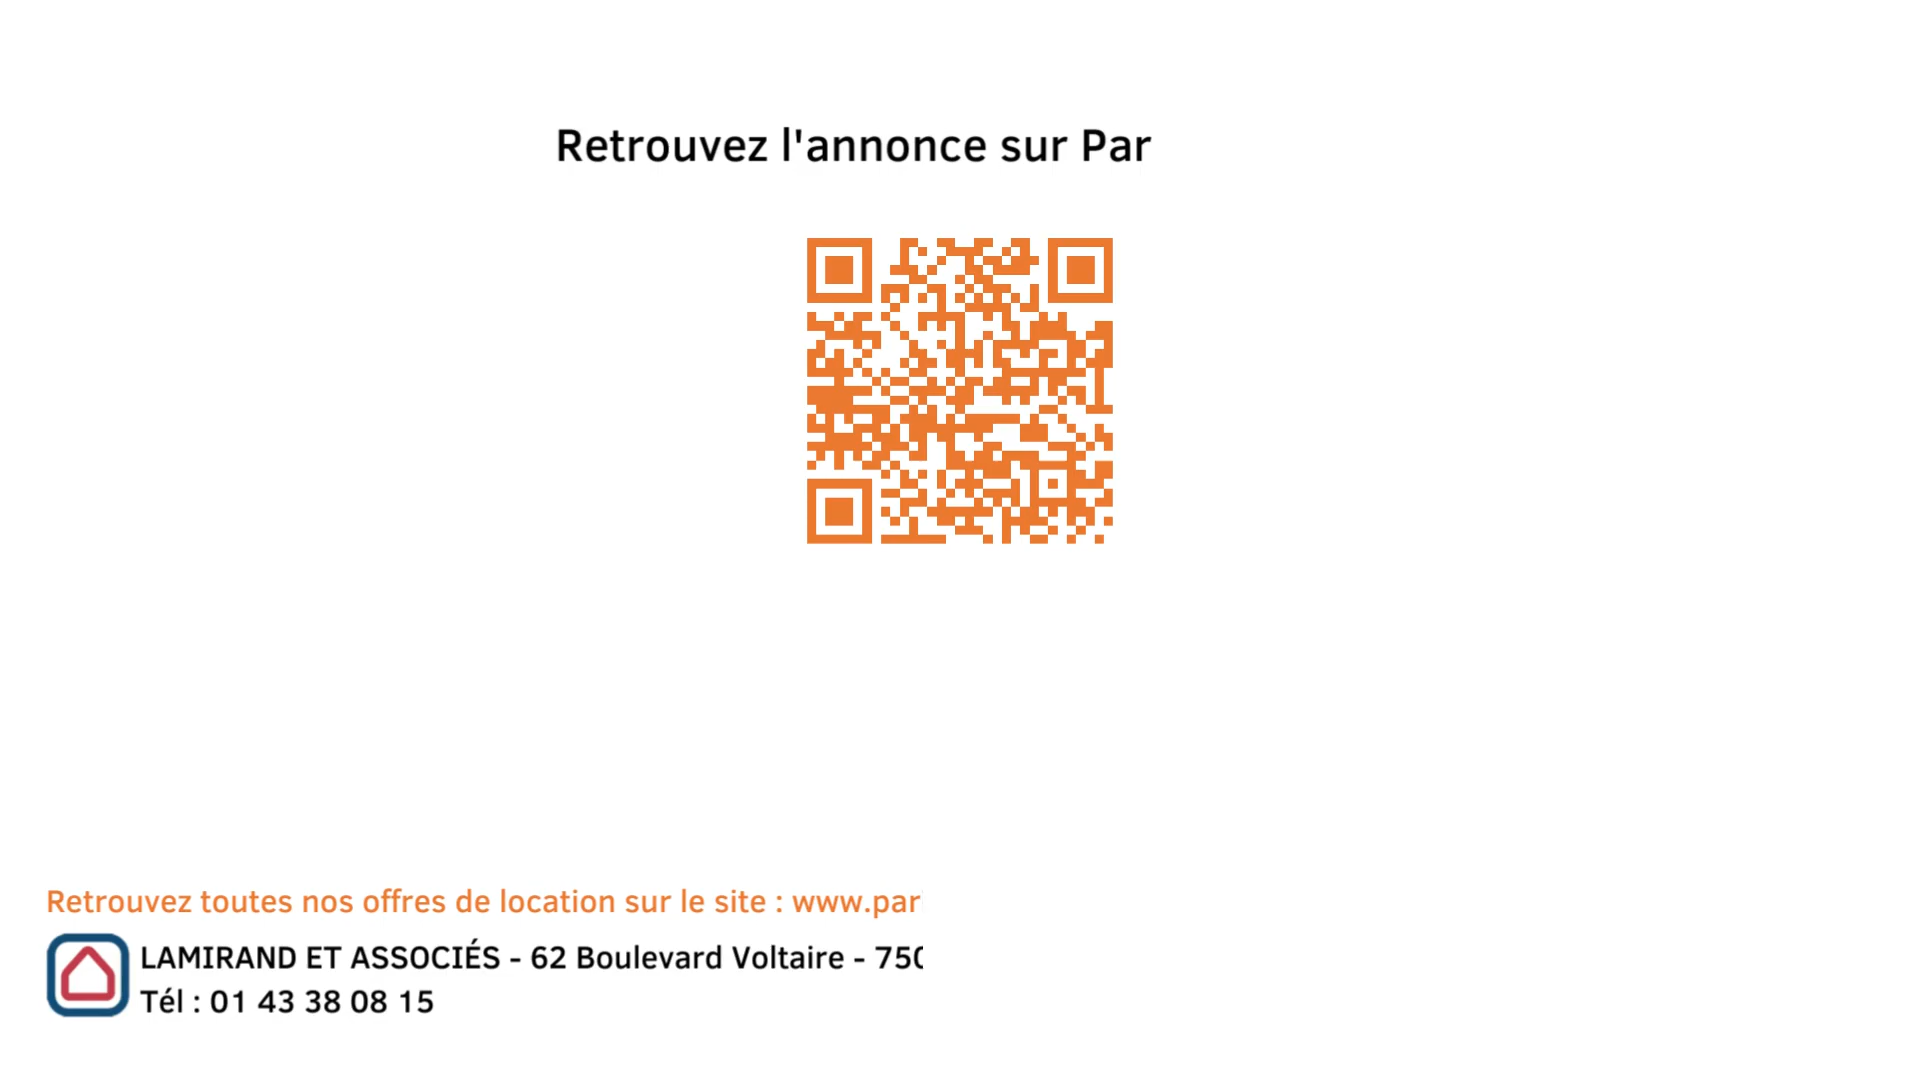 Retrouvez l'annonce sur Par
Retrouvez toutes nos offres de location sur le site : www.par
LAMIRAND ET ASSOCIÉS - 62 Boulevard Voltaire - 750
Tél : 01 43 38 08 15